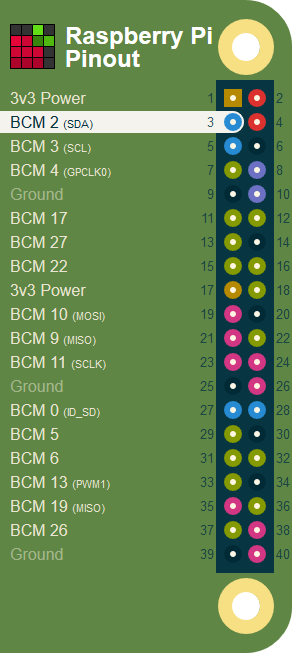 Raspberry Pi
Pinout
3v3 Power 1 2
BCM 2 (SDA) 3 4
BCM 3 (SCL) 5 6
BCM 4 (GPCLK0) 7 8
Ground 9 10
BCM 17 11 12
BCM 27 13 14
BCM 22 15 16
3v3 Power 17 18
BCM 10 (MOSI) 19 20
BCM 9 (MISO) 21 22
BCM 11 (SCLK) 23 24
Ground 25 26
BCM 0 (ID_SD) 27 28
BCM 5 29 30
BCM 6 31 32
BCM 13 (PWM1) 33 34
BCM 19 (MISO) 35 36
BCM 26 37 38
Ground 39 40